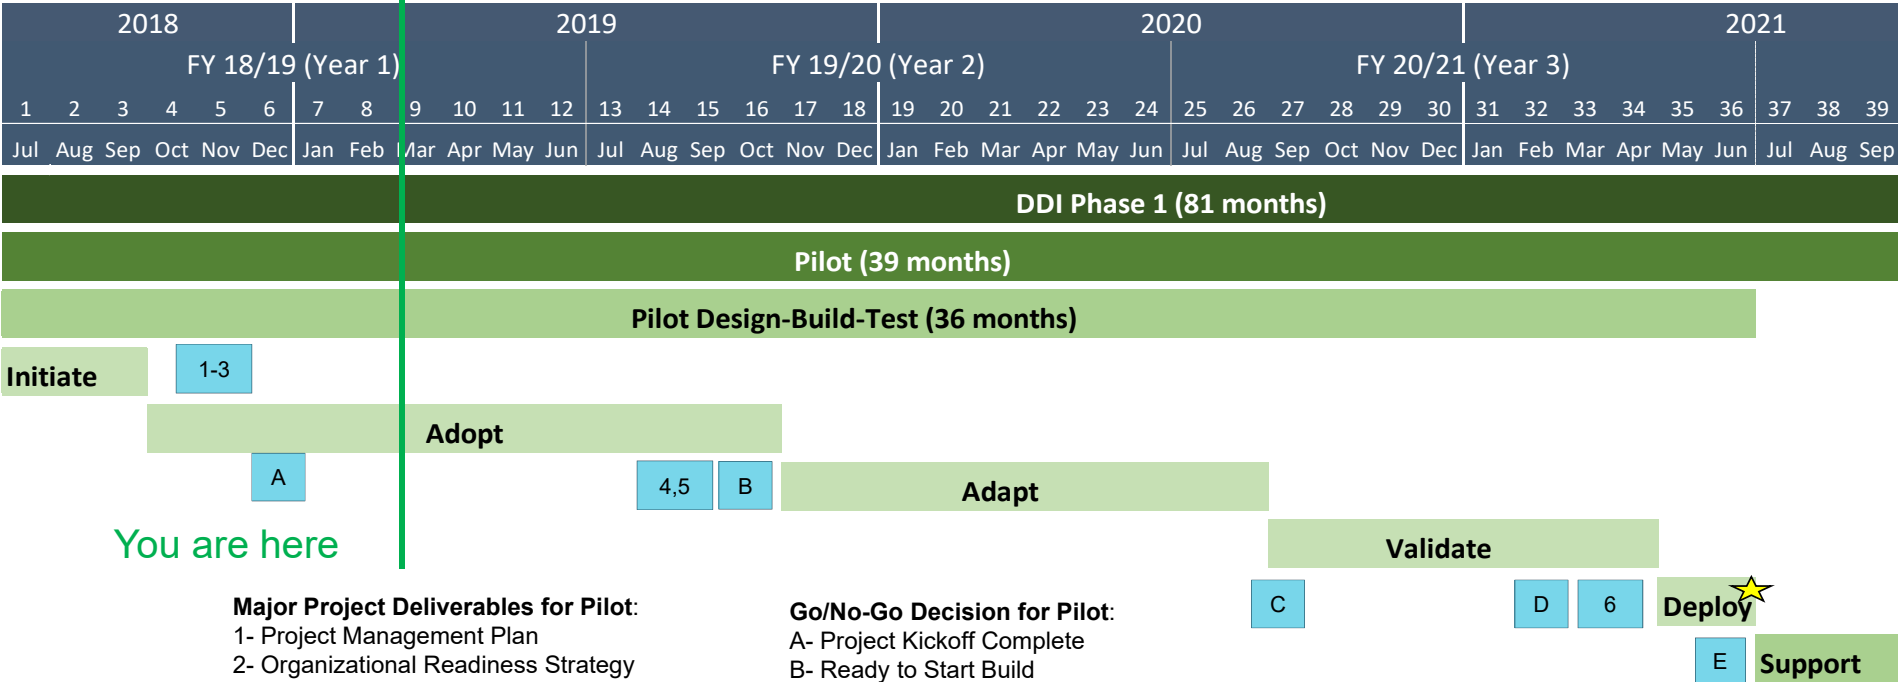 2018 2019 2020 2021
FY 18/19 (Year 1) FY 19/20 (Year 2) FY 20/21 (Year 3)
1 2 3 4 5 6 7 8 9 10 11 12 13 14 15 16 17 18 19 20 21 22 23 24 25 26 27 28 29 30 31 32 33 34 35 36 37 38 39
Jul Aug Sep Oct Nov Dec Jan Feb Mar Apr May Jun Jul Aug Sep Oct Nov Dec Jan Feb Mar Apr May Jun Jul Aug Sep Oct Nov Dec Jan Feb Mar Apr May Jun Jul Aug Sep
DDI Phase 1 (81 months)
Pilot (39 months)
Pilot Design-Build-Test (36 months)
Initiate 1-3
Adopt
A 4,5 B Adapt
You are here Validate
C D 6 Deploy
E Support
Major Project Deliverables for Pilot:
1- Project Management Plan
2- Organizational Readiness Strategy
Go/No-Go Decision for Pilot:
A- Project Kickoff Complete
B- Ready to Start Build